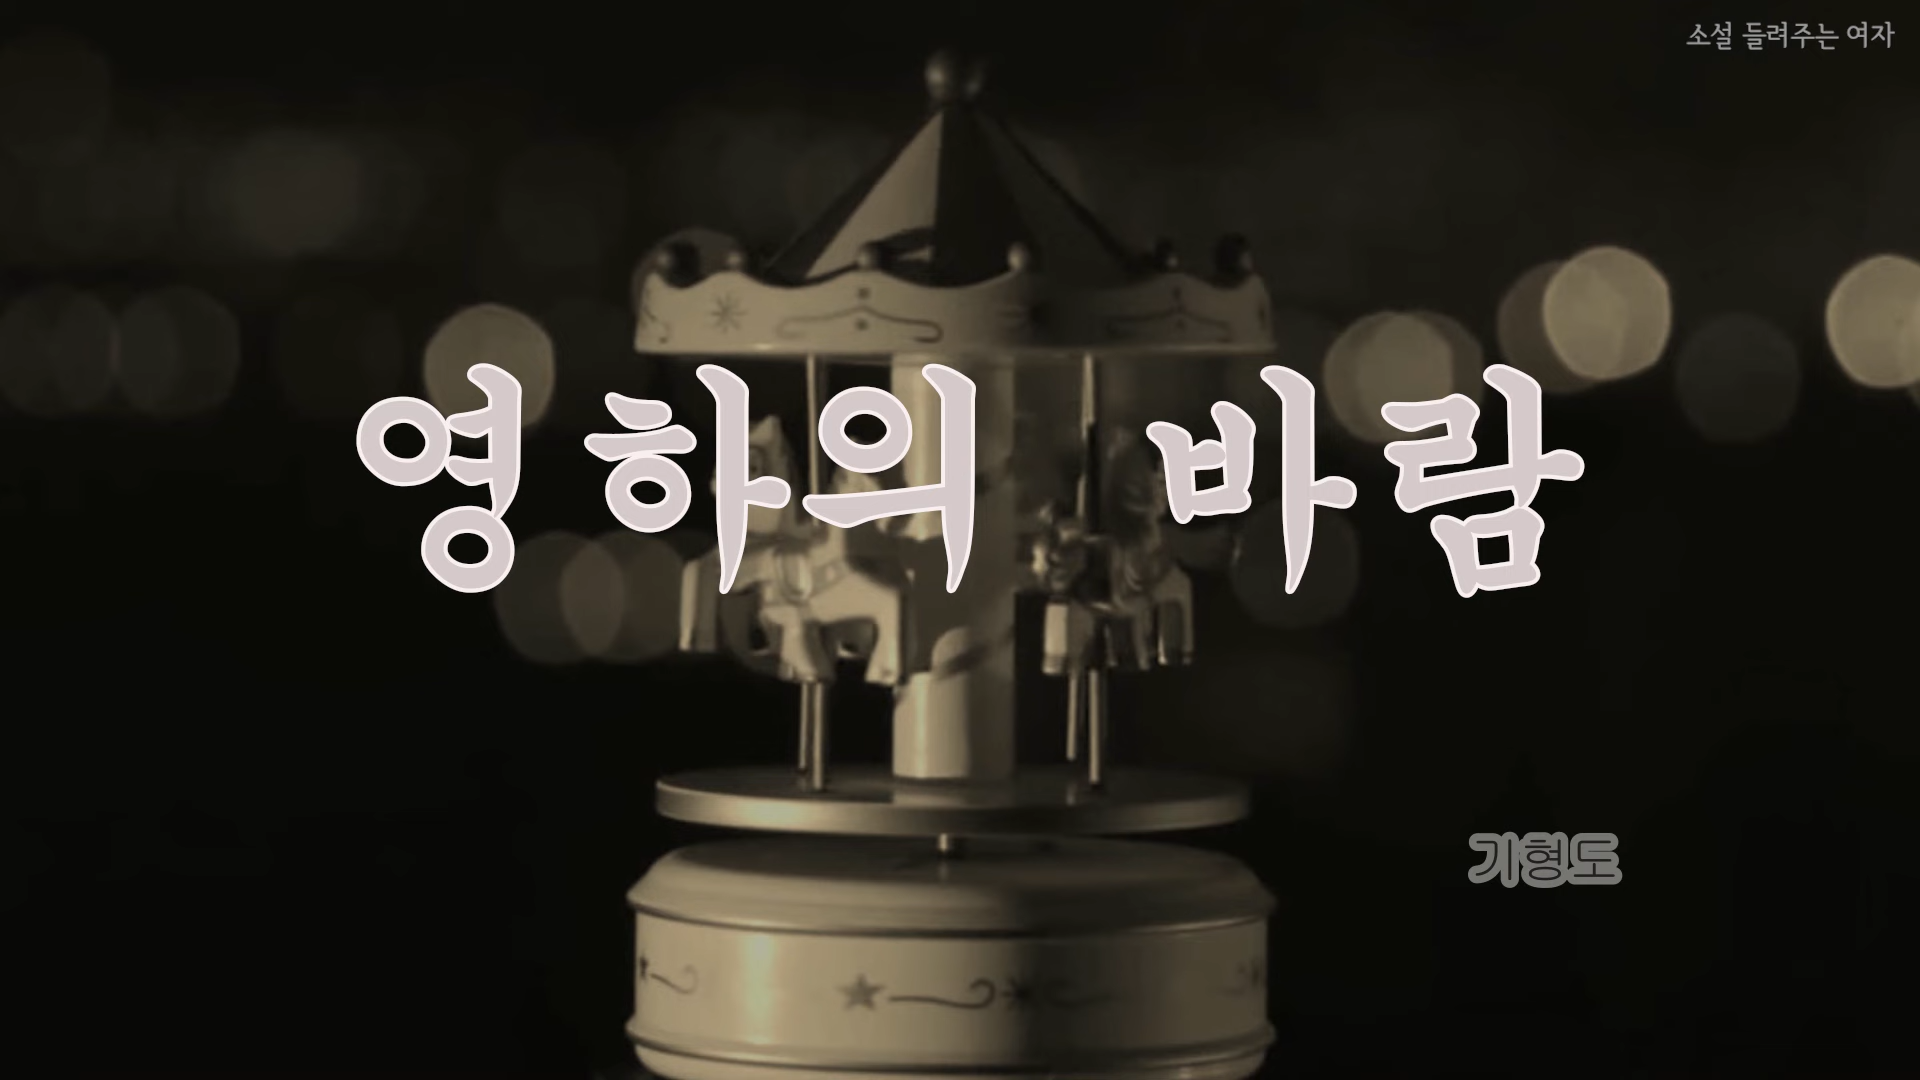 소설 들려주는 여자
영하의 바람
기형도